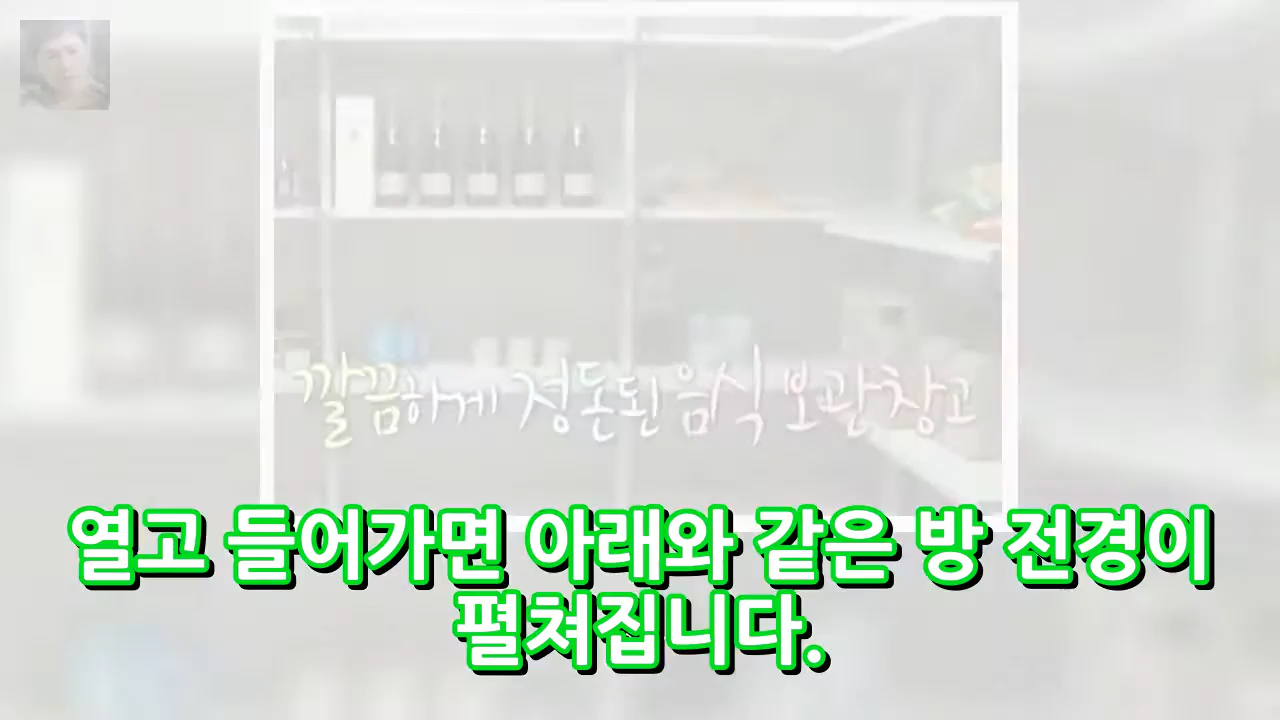 깔끔하게 정돈된 음식 보관 창고
열고 들어가면 아래와 같은 방 전경이
펼쳐집니다.